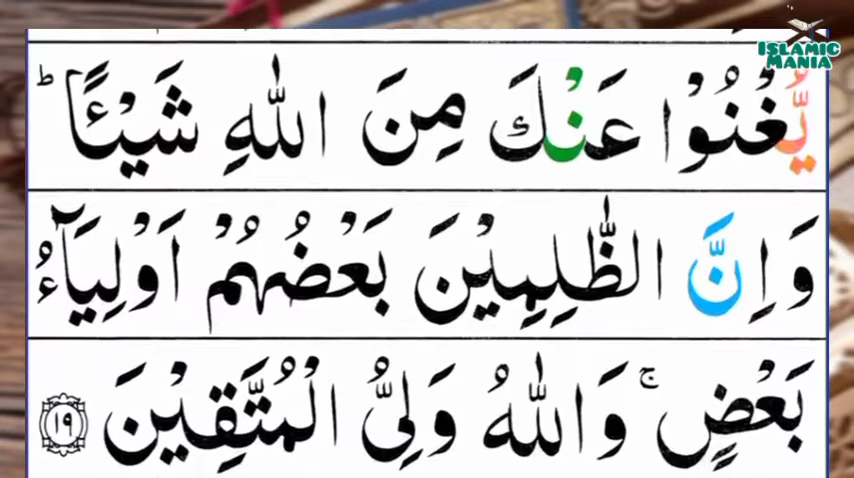 ISLAMIC
MANIA
يُّغْنُوْا عَنْكَ مِنَ اللّٰهِ شَيْـًٔا ؕ
وَاِنَّ الظّٰلِمِيْنَ بَعْضُهُمْ اَوْلِيَآءُ
بَعْضٍ ۚ وَاللّٰهُ وَلِىُّ الْمُتَّقِيْنَ ١٩